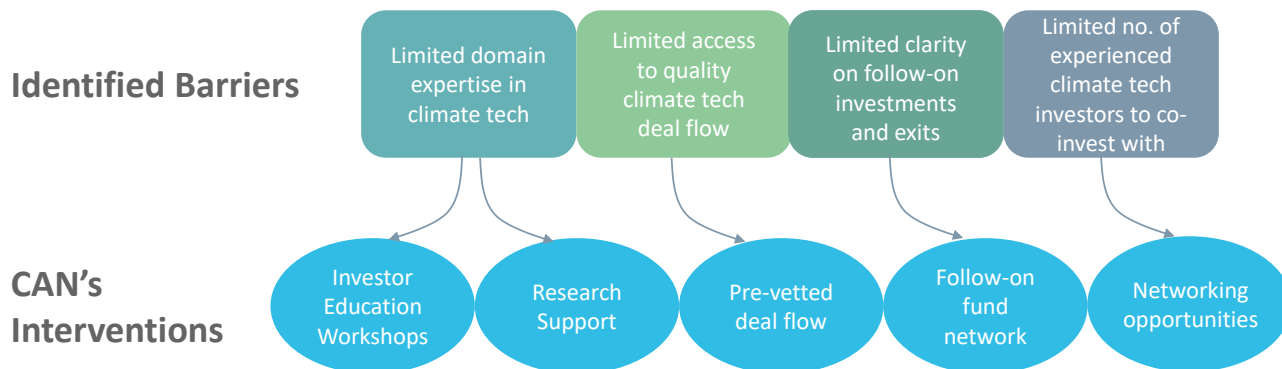 Identified Barriers
Limited domain
expertise in
climate tech
Limited access
to quality
climate tech
deal flow
Limited clarity
on follow-on
investments
and exits
Limited no. of
experienced
climate tech
investors to co-
invest with
CAN's
Interventions
Investor
Education
Workshops
Research
Support
Pre-vetted
deal flow
Follow-on
fund
network
Networking
opportunities